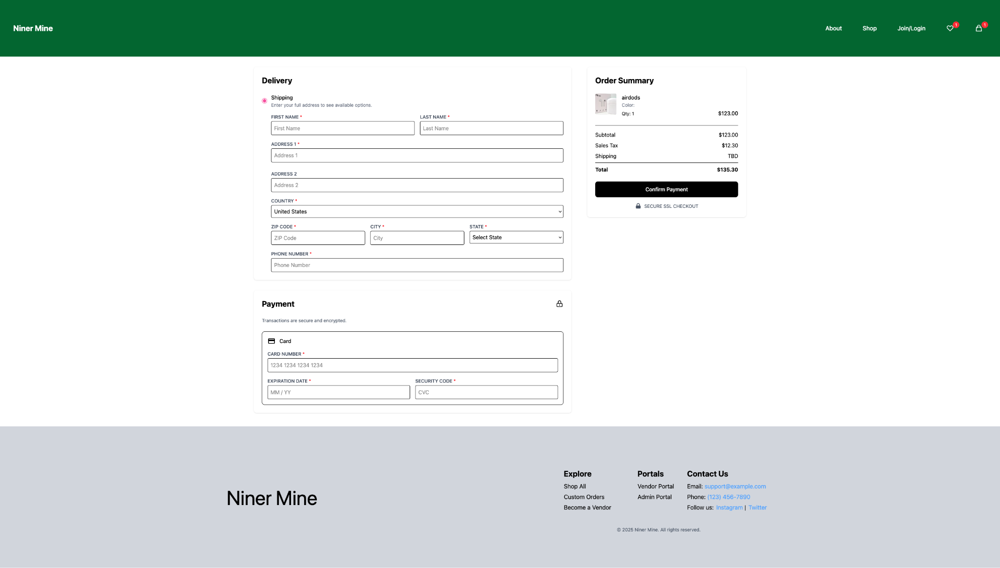 Niner Mine
About
Shop
Join/Login
1
1
Delivery
Shipping
Enter your full address to see available options.
FIRST NAME *
LAST NAME *
First Name
Last Name
ADDRESS 1 *
Address 1
ADDRESS 2
Address 2
COUNTRY *
United States
ZIP CODE *
CITY *
STATE *
ZIP Code
City
Select State
PHONE NUMBER *
Phone Number
Payment
Transactions are secure and encrypted.
Card
CARD NUMBER *
1234 1234 1234 1234
EXPIRATION DATE *
SECURITY CODE *
MM / YY
CVC
Order Summary
airdods
Color:
Qty: 1
$123.00
Subtotal
$123.00
Sales Tax
$12.30
Shipping
TBD
Total
$135.30
Confirm Payment
SECURE SSL CHECKOUT
Niner Mine
Explore
Shop All
Custom Orders
Become a Vendor
Portals
Vendor Portal
Admin Portal
Contact Us
Email: support@example.com
Phone: (123) 456-7890
Follow us: Instagram | Twitter
© 2025 Niner Mine. All rights reserved.